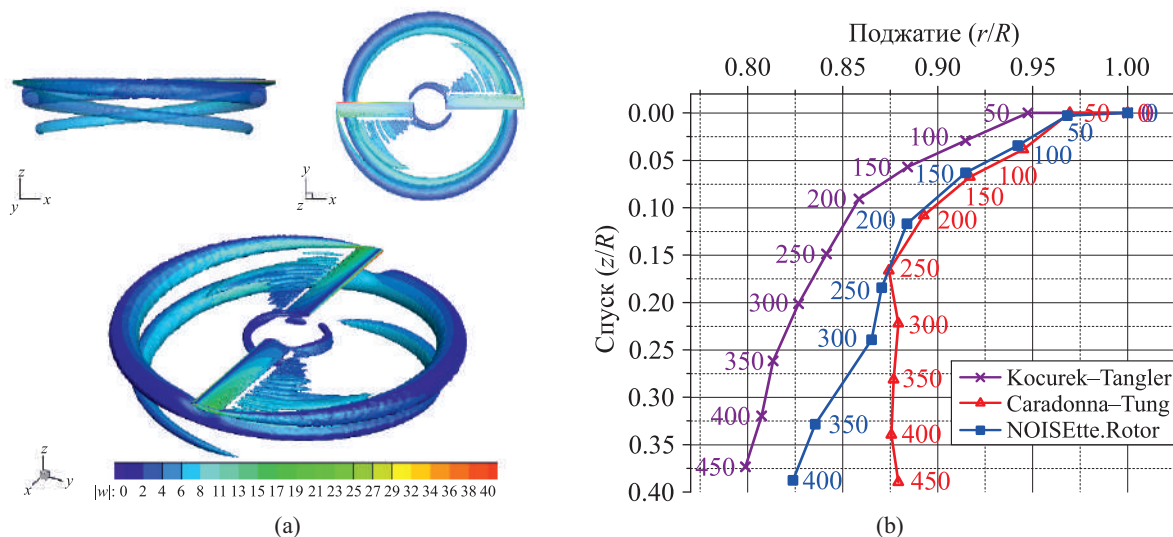 z
y
x
y
z
x
z
x
y
|w|: 0 2 4 6 8 11 13 15 17 19 21 23 25 27 29 32 34 36 38 40
(a)
Поджатие (r/R)
0.80 0.85 0.90 0.95 1.00
Спуск (z/R)
0.00
0.05
0.10
0.15
0.20
0.25
0.30
0.35
0.40
50
100
150
200
250
300
350
400
450
0
50
100
150
200
250
300
350
400
450
0
50
150
200
250
300
350
400
Kocurek–Tangler
Caradonna–Tung
NOISEtte.Rotor
(b)